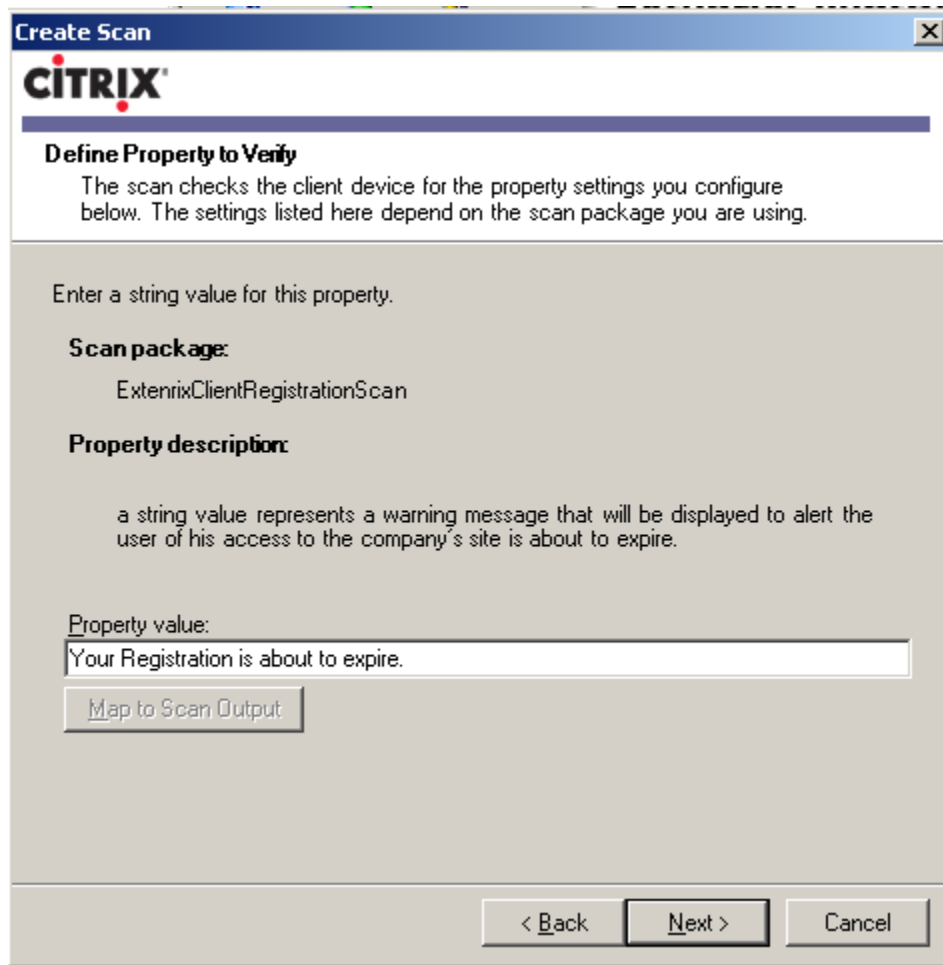 Create Scan
CİTRIX
Define Property to Verify
The scan checks the client device for the property settings you configure
below. The settings listed here depend on the scan package you are using.
Enter a string value for this property.
Scan package:
ExtenrixClientRegistrationScan
Property description:
a string value represents a warning message that will be displayed to alert the
user of his access to the company's site is about to expire.
Property value:
Your Registration is about to expire.
Map to Scan Output
< Back
Next >
Cancel